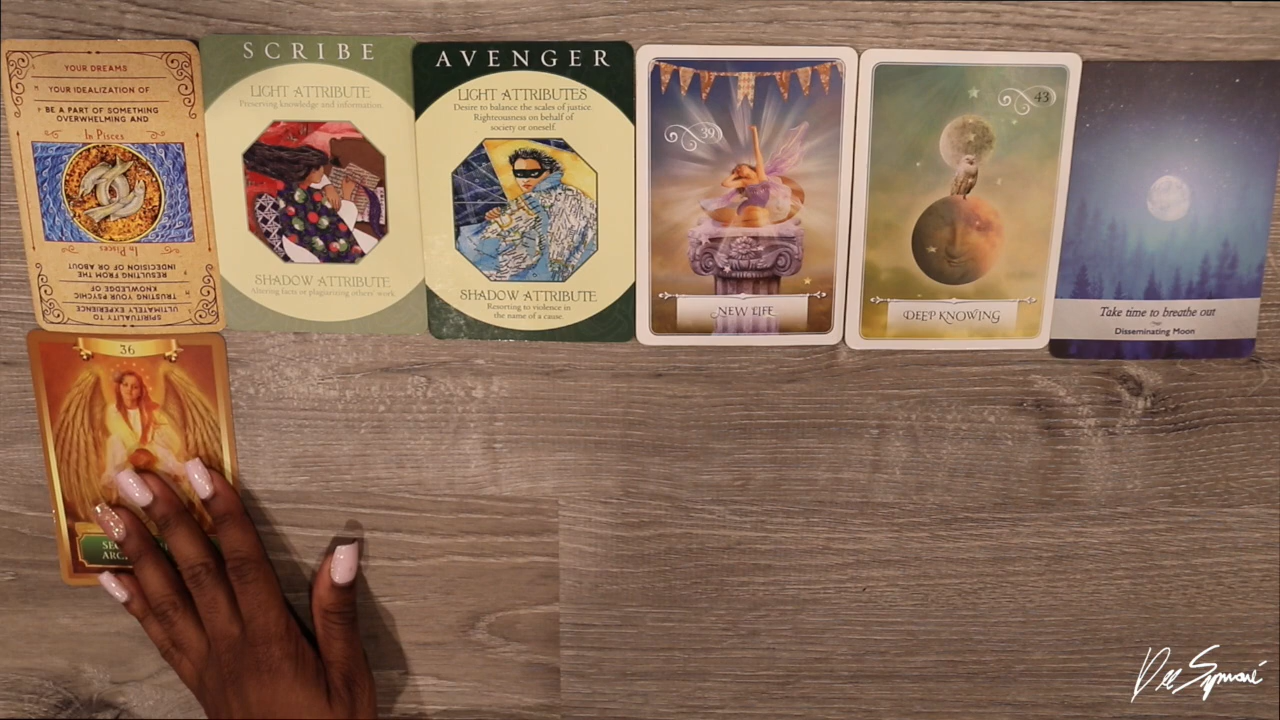 YOUR DREAMS
YOUR IDEALIZATION OF
BE A PART OF SOMETHING
OVERWHELMING AND
In Pisces
In Pisces
INDECISION OF OR ABOUT
RESULTING FROM THE
KNOWLEDGE OF
TRUSTING YOUR PSYCHIC
ULTIMATELY EXPERIENCE
SPIRITUALITY TO
SCRIBE
LIGHT ATTRIBUTE
Preserving knowledge and information
SHADOW ATTRIBUTE
Altering facts or plagiarizing others' work
AVENGER
LIGHT ATTRIBUTES
Desire to balance the scales of justice.
Righteousness on behalf of
society or oneself.
SHADOW ATTRIBUTE
Resorting to violence in
the name of a cause.
39
NEW LIFE
43
DEEP KNOWING
Take time to breathe out
Disseminating Moon
36